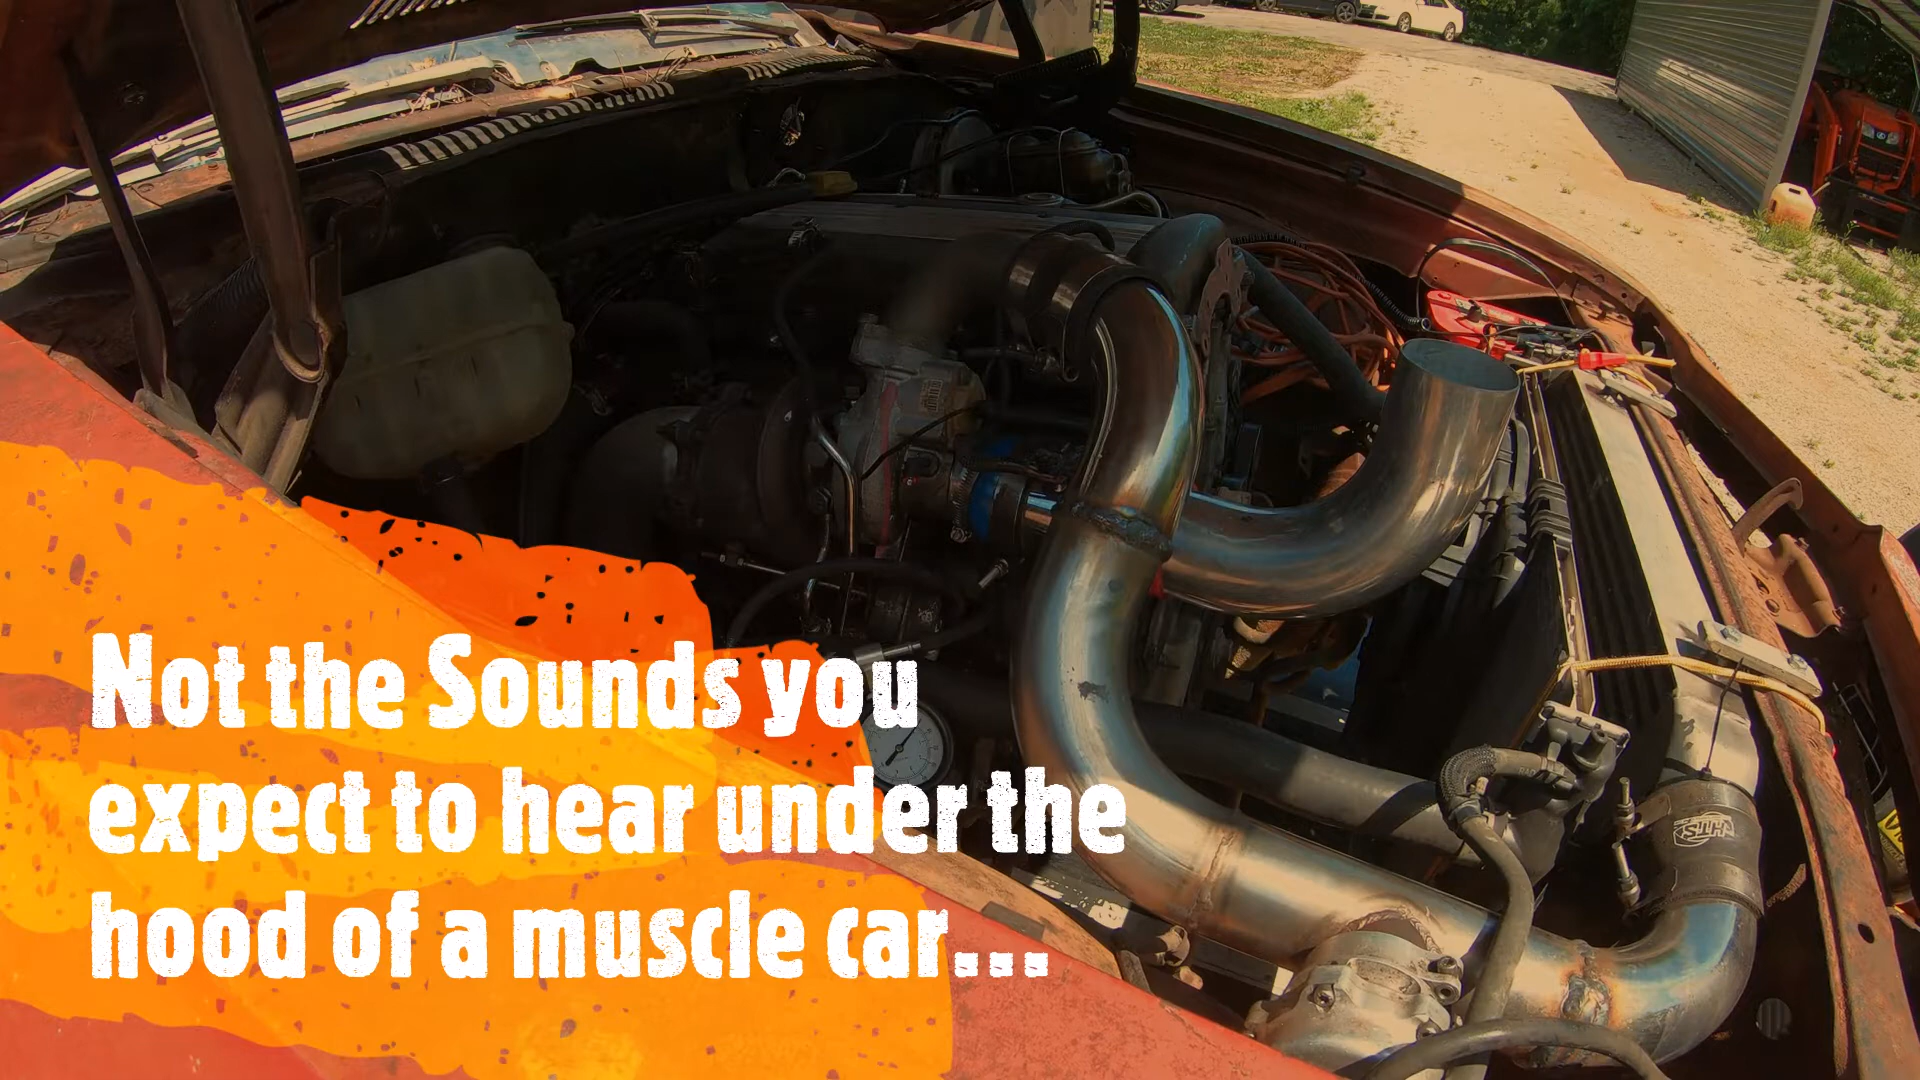 Not the Sounds you
expect to hear under the
hood of a muscle car...